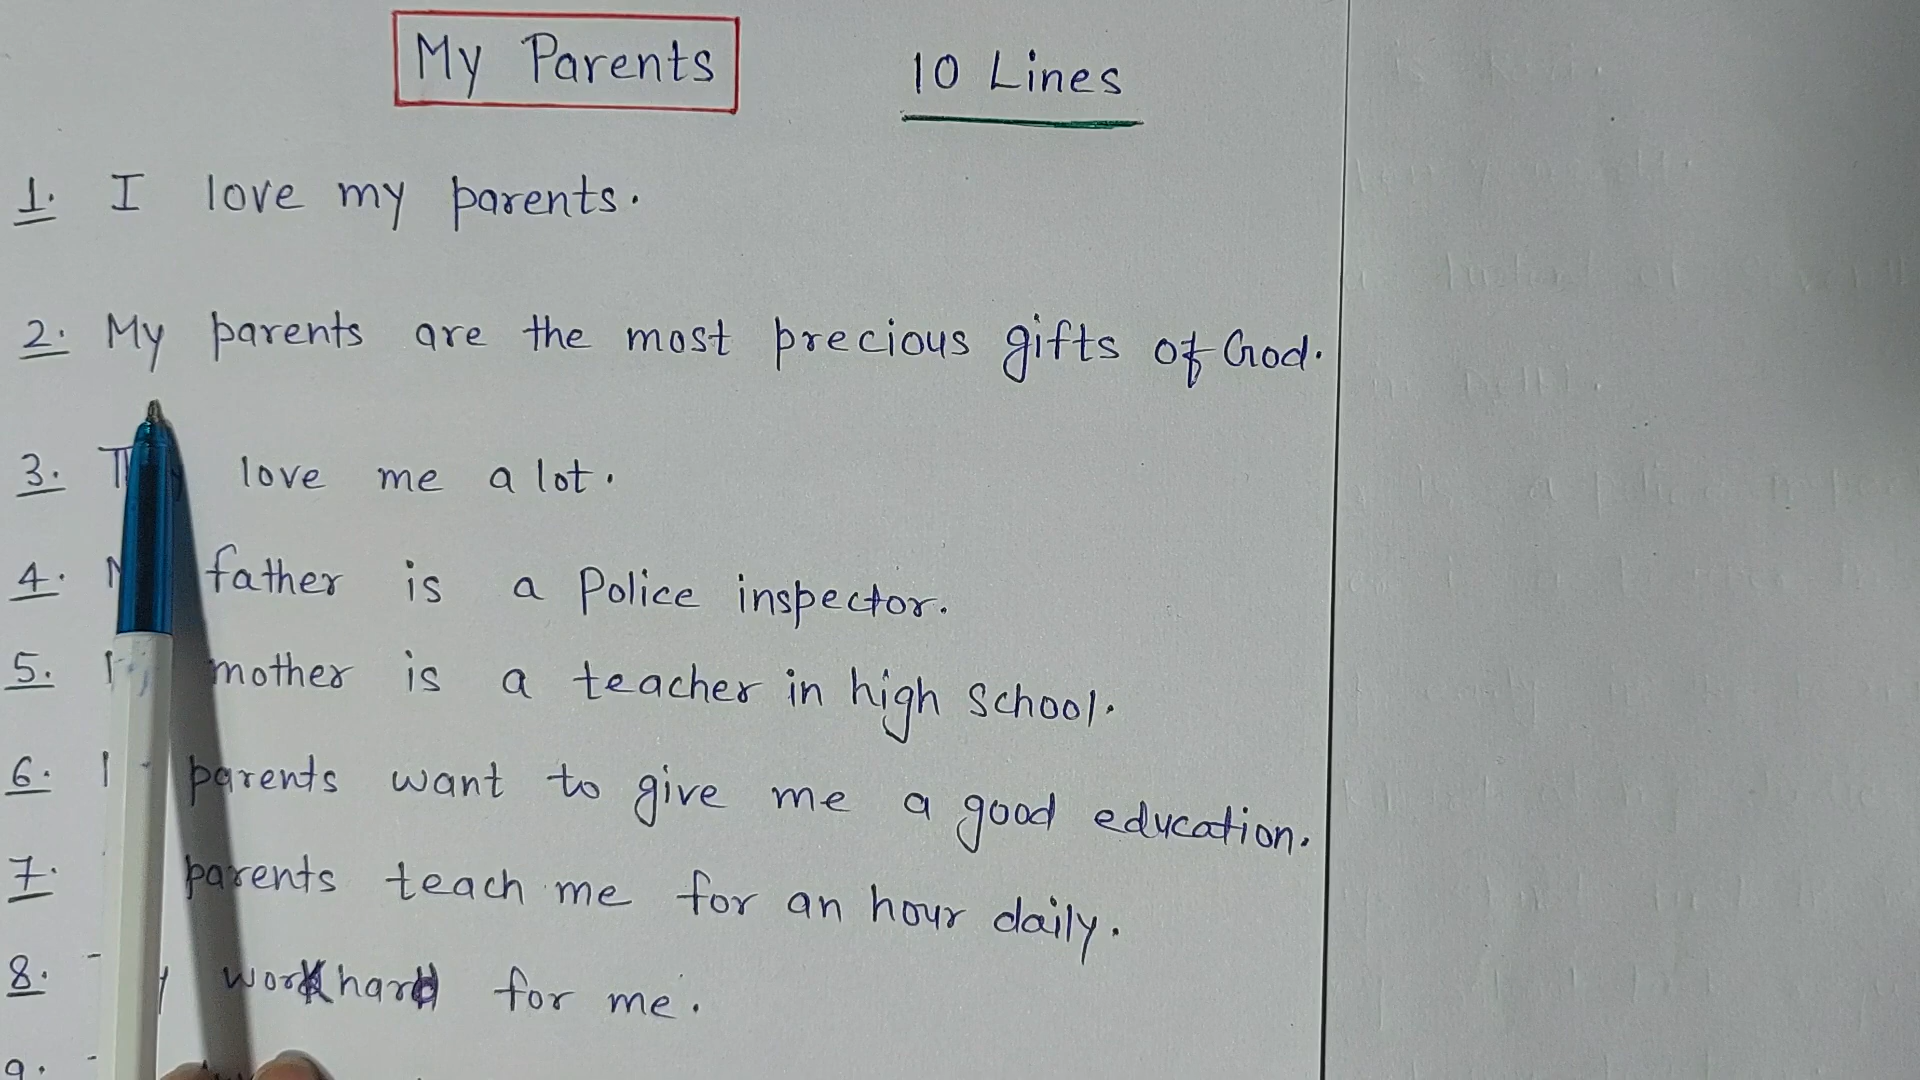 My Parents 10 Lines
1. I love my parents.
2. My parents are the most precious gifts of God.
3. love me a lot.
4. father is a Police inspector.
5. mother is a teacher in high school.
6. parents want to give me a good education.
7. parents teach me for an hour daily.
8. work hard for me.
9.